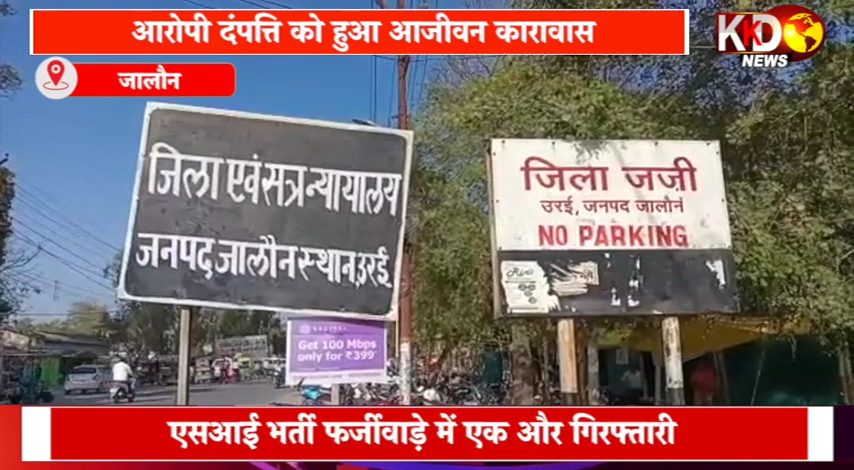 आरोपी दंपत्ति को हुआ आजीवन कारावास
KKD
NEWS
जालौन
जिला एवं सत्र न्यायालय
जनपद जालौन स्थान उरई
जिला जजी
उरई, जनपद जालौन
NO PARKING
Get 100 Mbps
only for ₹399*
एसआई भर्ती फर्जीवाड़े में एक और गिरफ्तारी